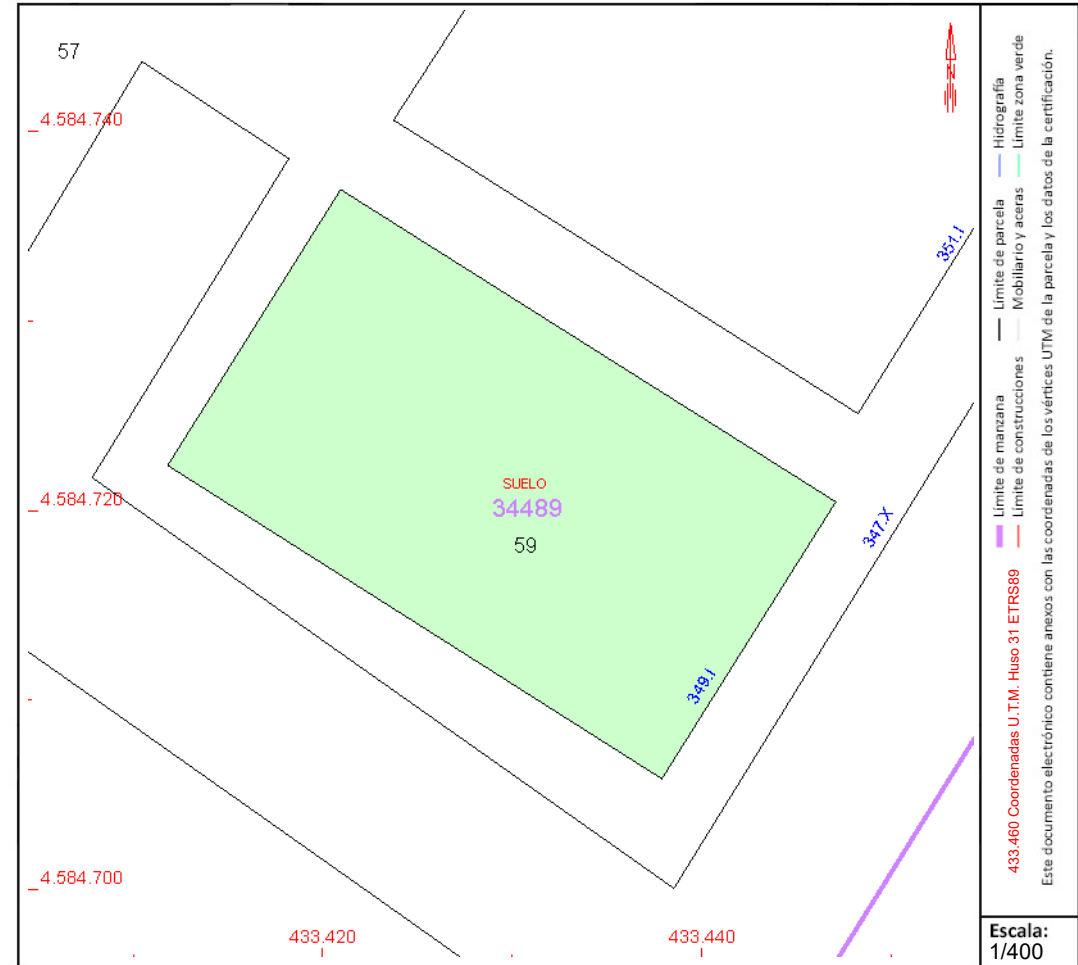 57
4.584.740
351.I
SUELO
4.584.720
34489
347.X
59
349.I
4.584.700
433.420
433.440
N
Hidrografía
Límite zona verde
Límite de parcela
Mobiliario y aceras
Límite de manzana
Límite de construcciones
433.460 Coordenadas U.T.M. Huso 31 ETRS89
Este documento electrónico contiene anexos con las coordenadas de los vértices UTM de la parcela y los datos de la certificación.
Escala:
1/400